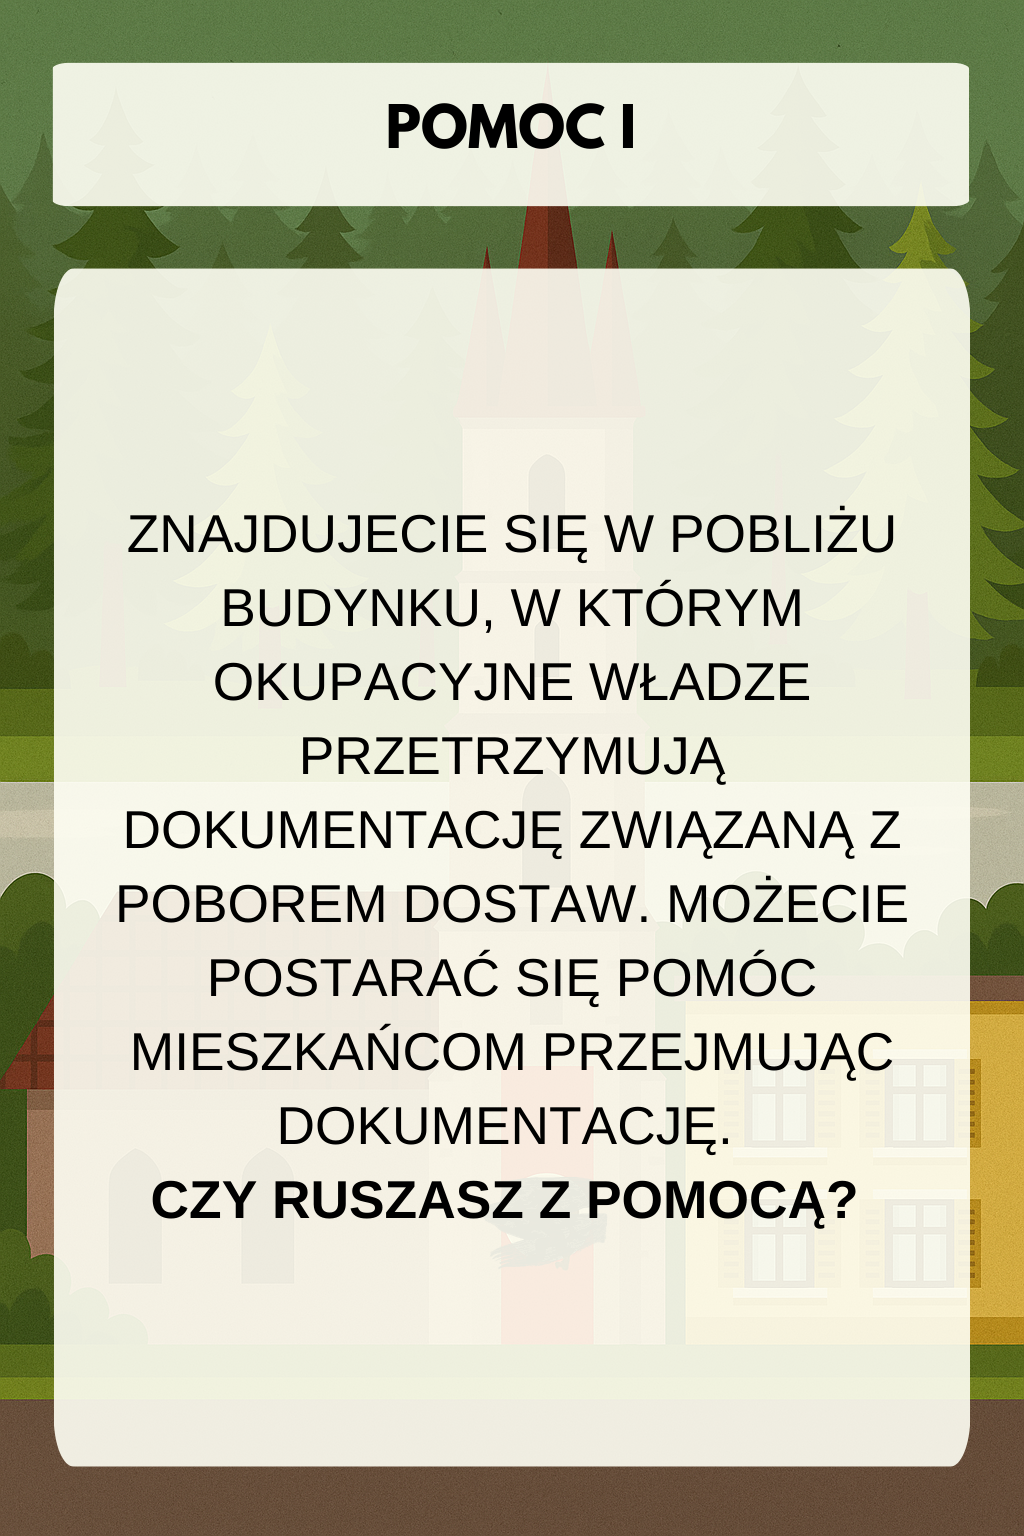 POMOC I
ZNAJDUJECIE SIĘ W POBLIŻU
BUDYNKU, W KTÓRYM
OKUPACYJNE WŁADZE
PRZETRZYMUJĄ
DOKUMENTACJĘ ZWIĄZANĄ Z
POBOREM DOSTAW. MOŻECIE
POSTARAĆ SIĘ POMÓC
MIESZKAŃCOM PRZEJMUJĄC
DOKUMENTACJĘ.
CZY RUSZASZ Z POMOCĄ?